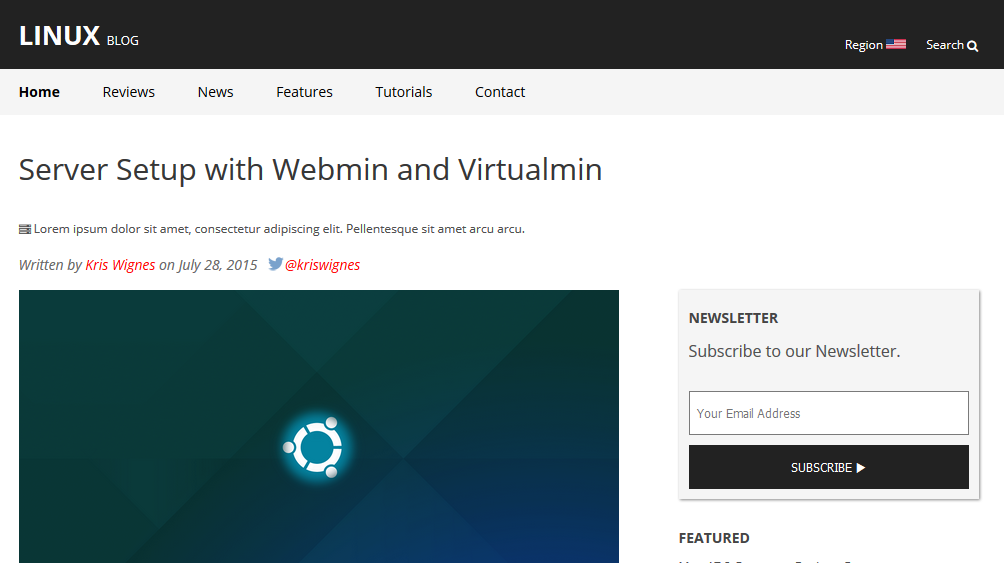 LINUX BLOG
Region
Search
Home Reviews News Features Tutorials Contact
Server Setup with Webmin and Virtualmin
Lorem ipsum dolor sit amet, consectetur adipiscing elit. Pellentesque sit amet arcu arcu.
Written by Kris Wignes on July 28, 2015 @kriswignes
NEWSLETTER
Subscribe to our Newsletter.
Your Email Address
SUBSCRIBE
FEATURED